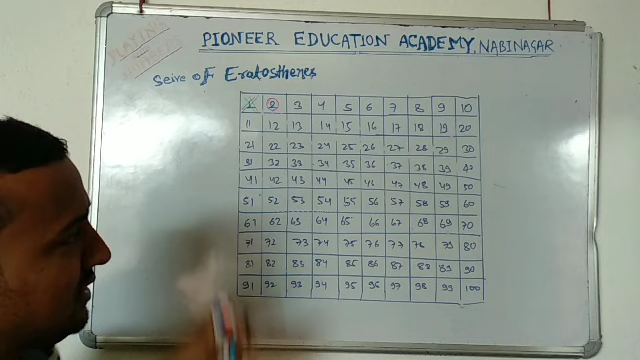 PIONEER EDUCATION ACADEMY, NABINAGAR
PLAYING
NUMBERS
Seive of Eratosthenes
1 2 3 4 5 6 7 8 9 10
11 12 13 14 15 16 17 18 19 20
21 22 23 24 25 26 27 28 29 30
31 32 33 34 35 36 37 38 39 40
41 42 43 44 45 46 47 48 49 50
51 52 53 54 55 56 57 58 59 60
61 62 63 64 65 66 67 68 69 70
71 72 73 74 75 76 77 78 79 80
81 82 83 84 85 86 87 88 89 90
91 92 93 94 95 96 97 98 99 100